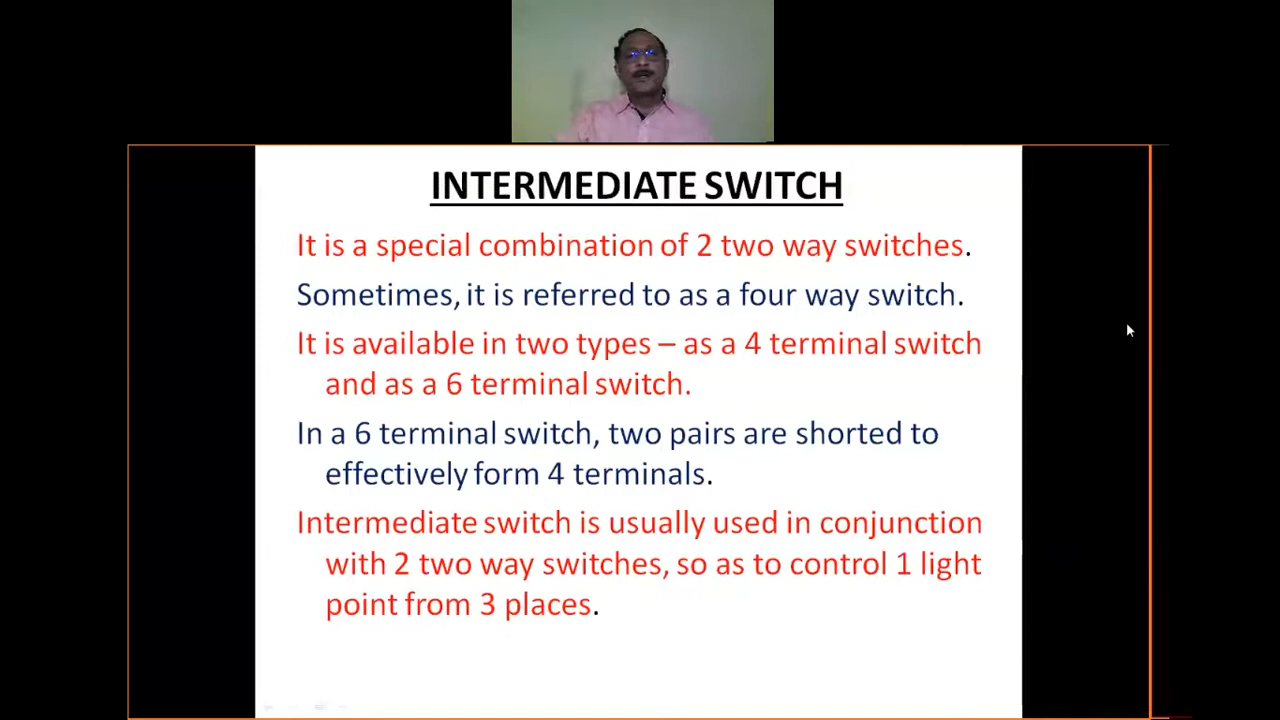 INTERMEDIATE SWITCH
It is a special combination of 2 two way switches.
Sometimes, it is referred to as a four way switch.
It is available in two types – as a 4 terminal switch
and as a 6 terminal switch.
In a 6 terminal switch, two pairs are shorted to
effectively form 4 terminals.
Intermediate switch is usually used in conjunction
with 2 two way switches, so as to control 1 light
point from 3 places.